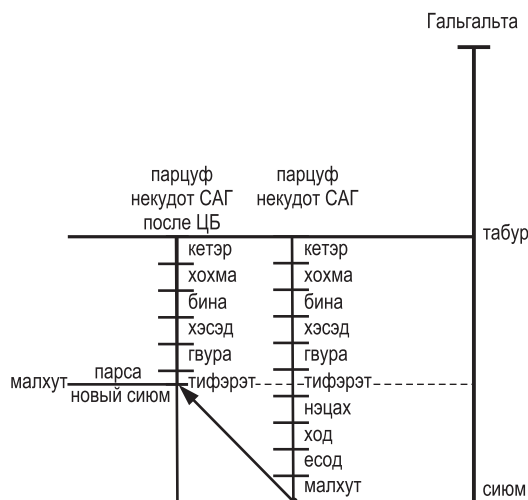 Гальгальта
парцуф
некудот САГ
после ЦБ
парцуф
некудот САГ
табур
кетэр
хохма
бина
хэсэд
гвура
тифэрэт
кетэр
хохма
бина
хэсэд
гвура
тифэрэт
нэцах
ход
есод
малхут
малхут
парса
новый сиюм
сиюм